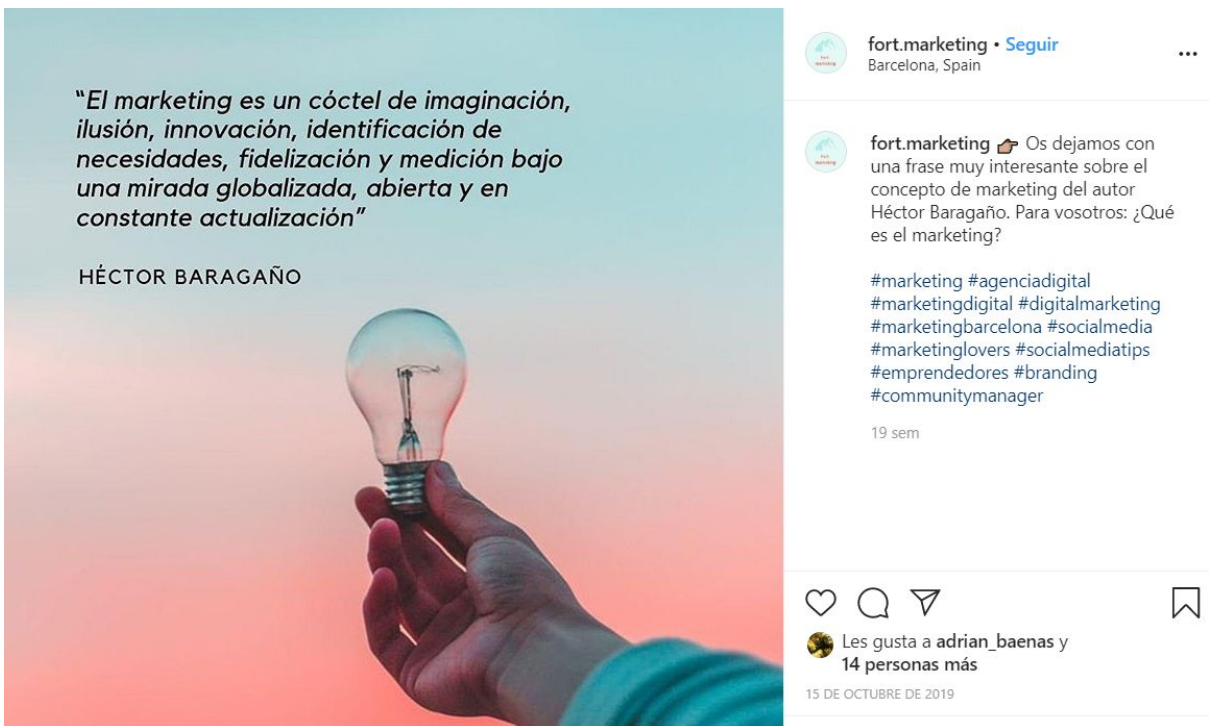 “El marketing es un cóctel de imaginación,
ilusión, innovación, identificación de
necesidades, fidelización y medición bajo
una mirada globalizada, abierta y en
constante actualización”
HÉCTOR BARAGAÑO
fort.marketing • Seguir
Barcelona, Spain
fort.marketing 👉🏽 Os dejamos con
una frase muy interesante sobre el
concepto de marketing del autor
Héctor Baragaño. Para vosotros: ¿Qué
es el marketing?
#marketing #agenciadigital
#marketingdigital #digitalmarketing
#marketingbarcelona #socialmedia
#marketinglovers #socialmediatips
#emprendedores #branding
#communitymanager
19 sem
Les gusta a adrian_baenas y
14 personas más
15 DE OCTUBRE DE 2019